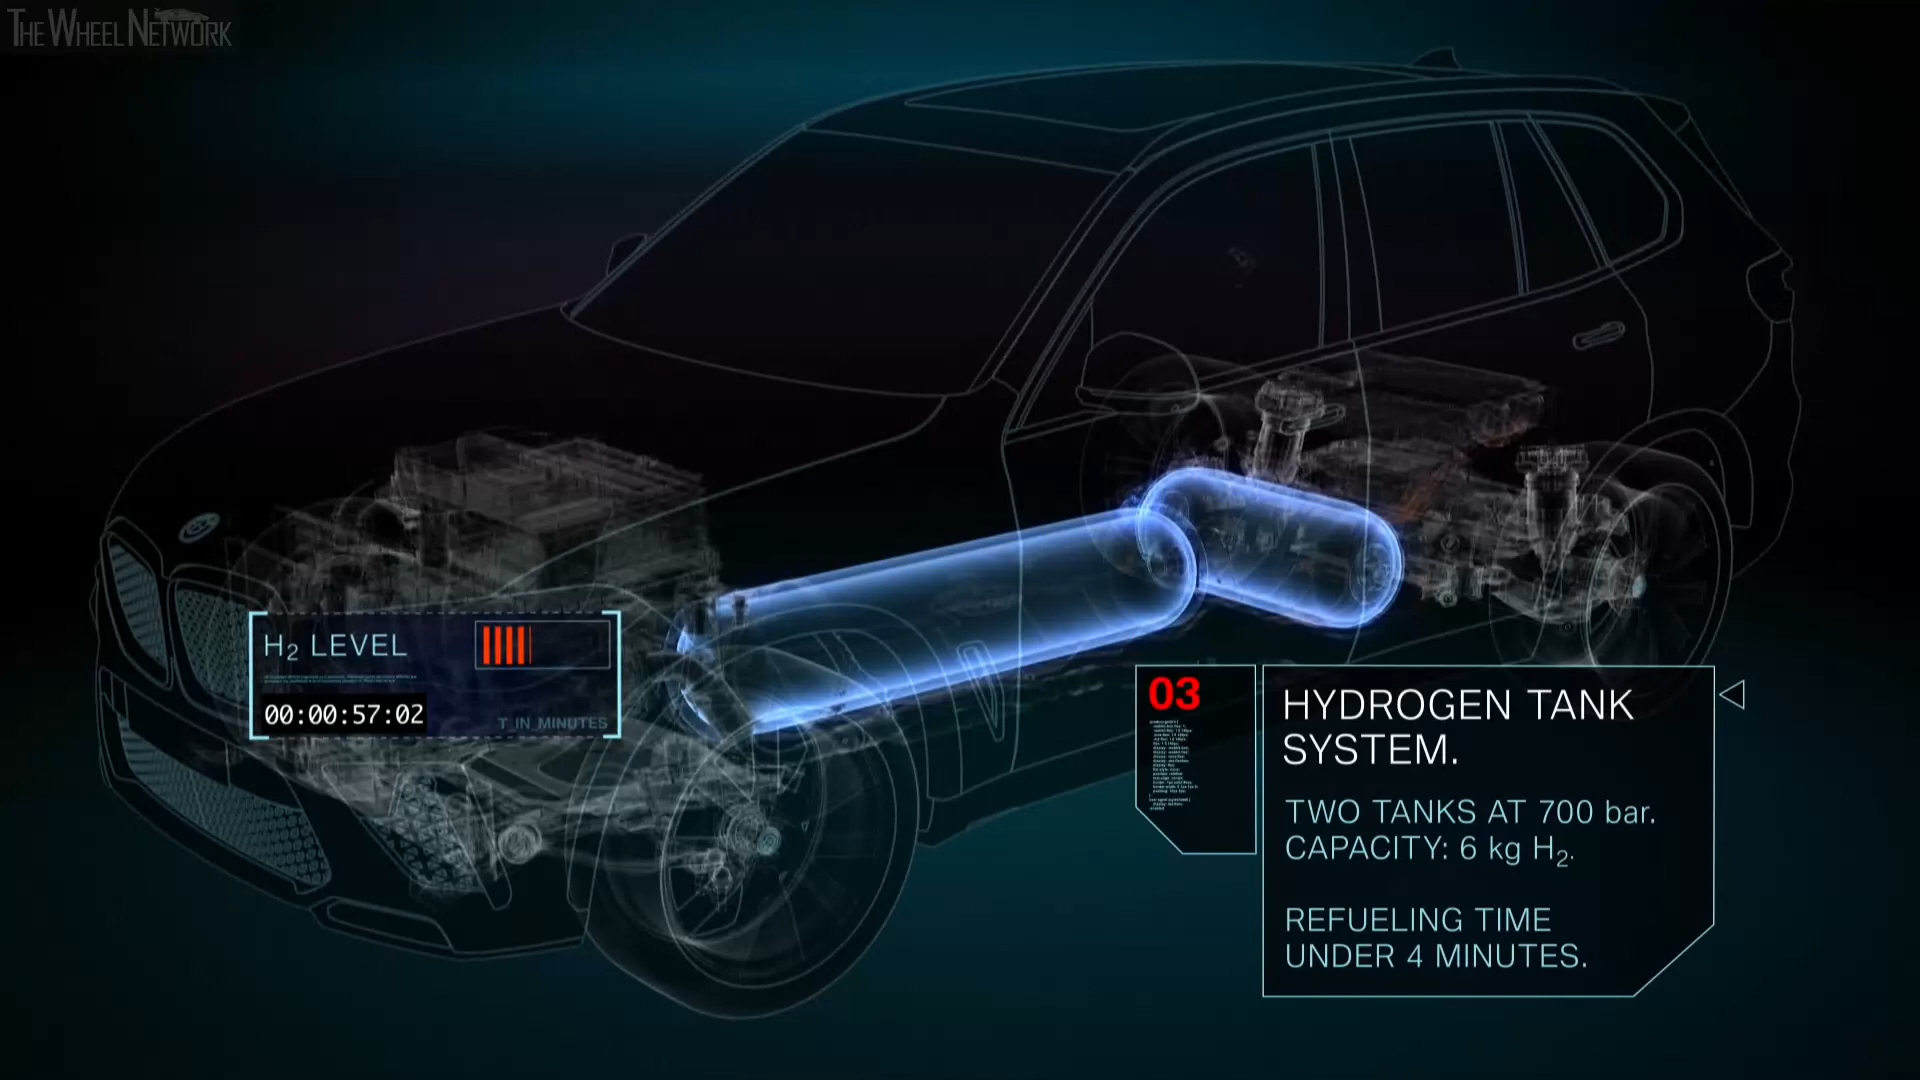 THE WHEEL NETWORK
H₂ LEVEL
00:00:57:02
T IN MINUTES
03
HYDROGEN TANK
SYSTEM.
TWO TANKS AT 700 bar.
CAPACITY: 6 kg H₂.
REFUELING TIME
UNDER 4 MINUTES.